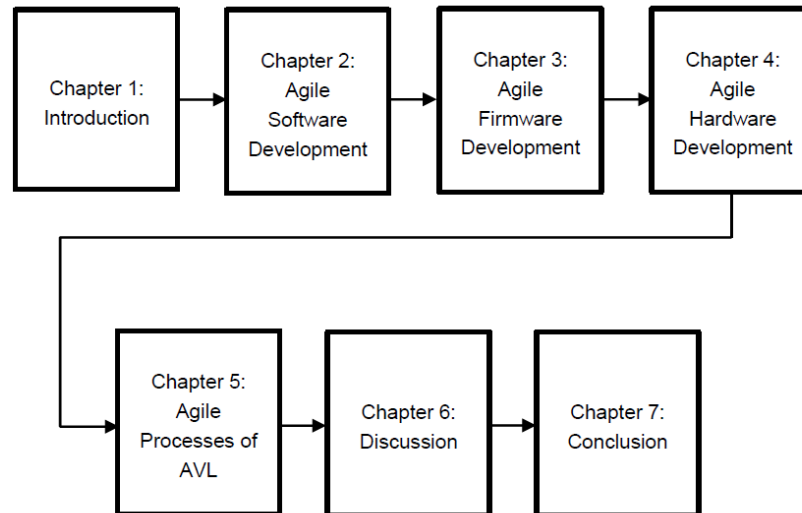 Chapter 1:
Introduction
Chapter 2:
Agile
Software
Development
Chapter 3:
Agile
Firmware
Development
Chapter 4:
Agile
Hardware
Development
Chapter 5:
Agile
Processes of
AVL
Chapter 6:
Discussion
Chapter 7:
Conclusion